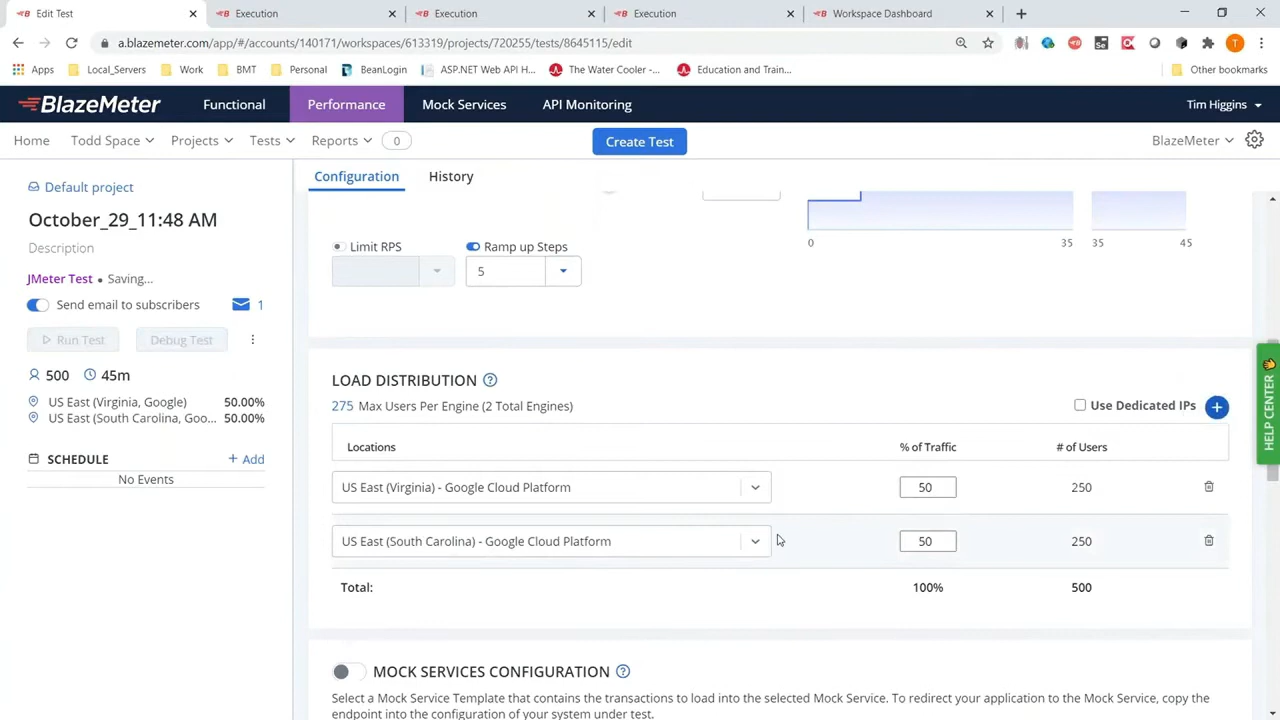 Edit Test
Execution
Execution
Execution
Workspace Dashboard
a.blazemeter.com/app/#/accounts/140171/workspaces/613319/projects/720255/tests/8645115/edit
T
Apps
Local_Servers
Work
BMT
Personal
BeanLogin
ASP.NET Web API H...
The Water Cooler -...
Education and Train...
Other bookmarks
BlazeMeter
Functional
Performance
Mock Services
API Monitoring
Tim Higgins
Home
Todd Space
Projects
Tests
Reports
0
Create Test
BlazeMeter
Default project
October_29_11:48 AM
Description
JMeter Test • Saving...
Send email to subscribers
1
Run Test
Debug Test
500
45m
US East (Virginia, Google)
50.00%
US East (South Carolina, Goo...
50.00%
SCHEDULE
+ Add
No Events
Configuration
History
0
35
35
45
Limit RPS
Ramp up Steps
5
LOAD DISTRIBUTION ?
275 Max Users Per Engine (2 Total Engines)
Use Dedicated IPs
+
Locations
% of Traffic
# of Users
US East (Virginia) - Google Cloud Platform
50
250
US East (South Carolina) - Google Cloud Platform
50
250
Total:
100%
500
MOCK SERVICES CONFIGURATION ?
Select a Mock Service Template that contains the transactions to load into the selected Mock Service. To redirect your application to the Mock Service, copy the
endpoint into the configuration of your system under test.
HELP CENTER